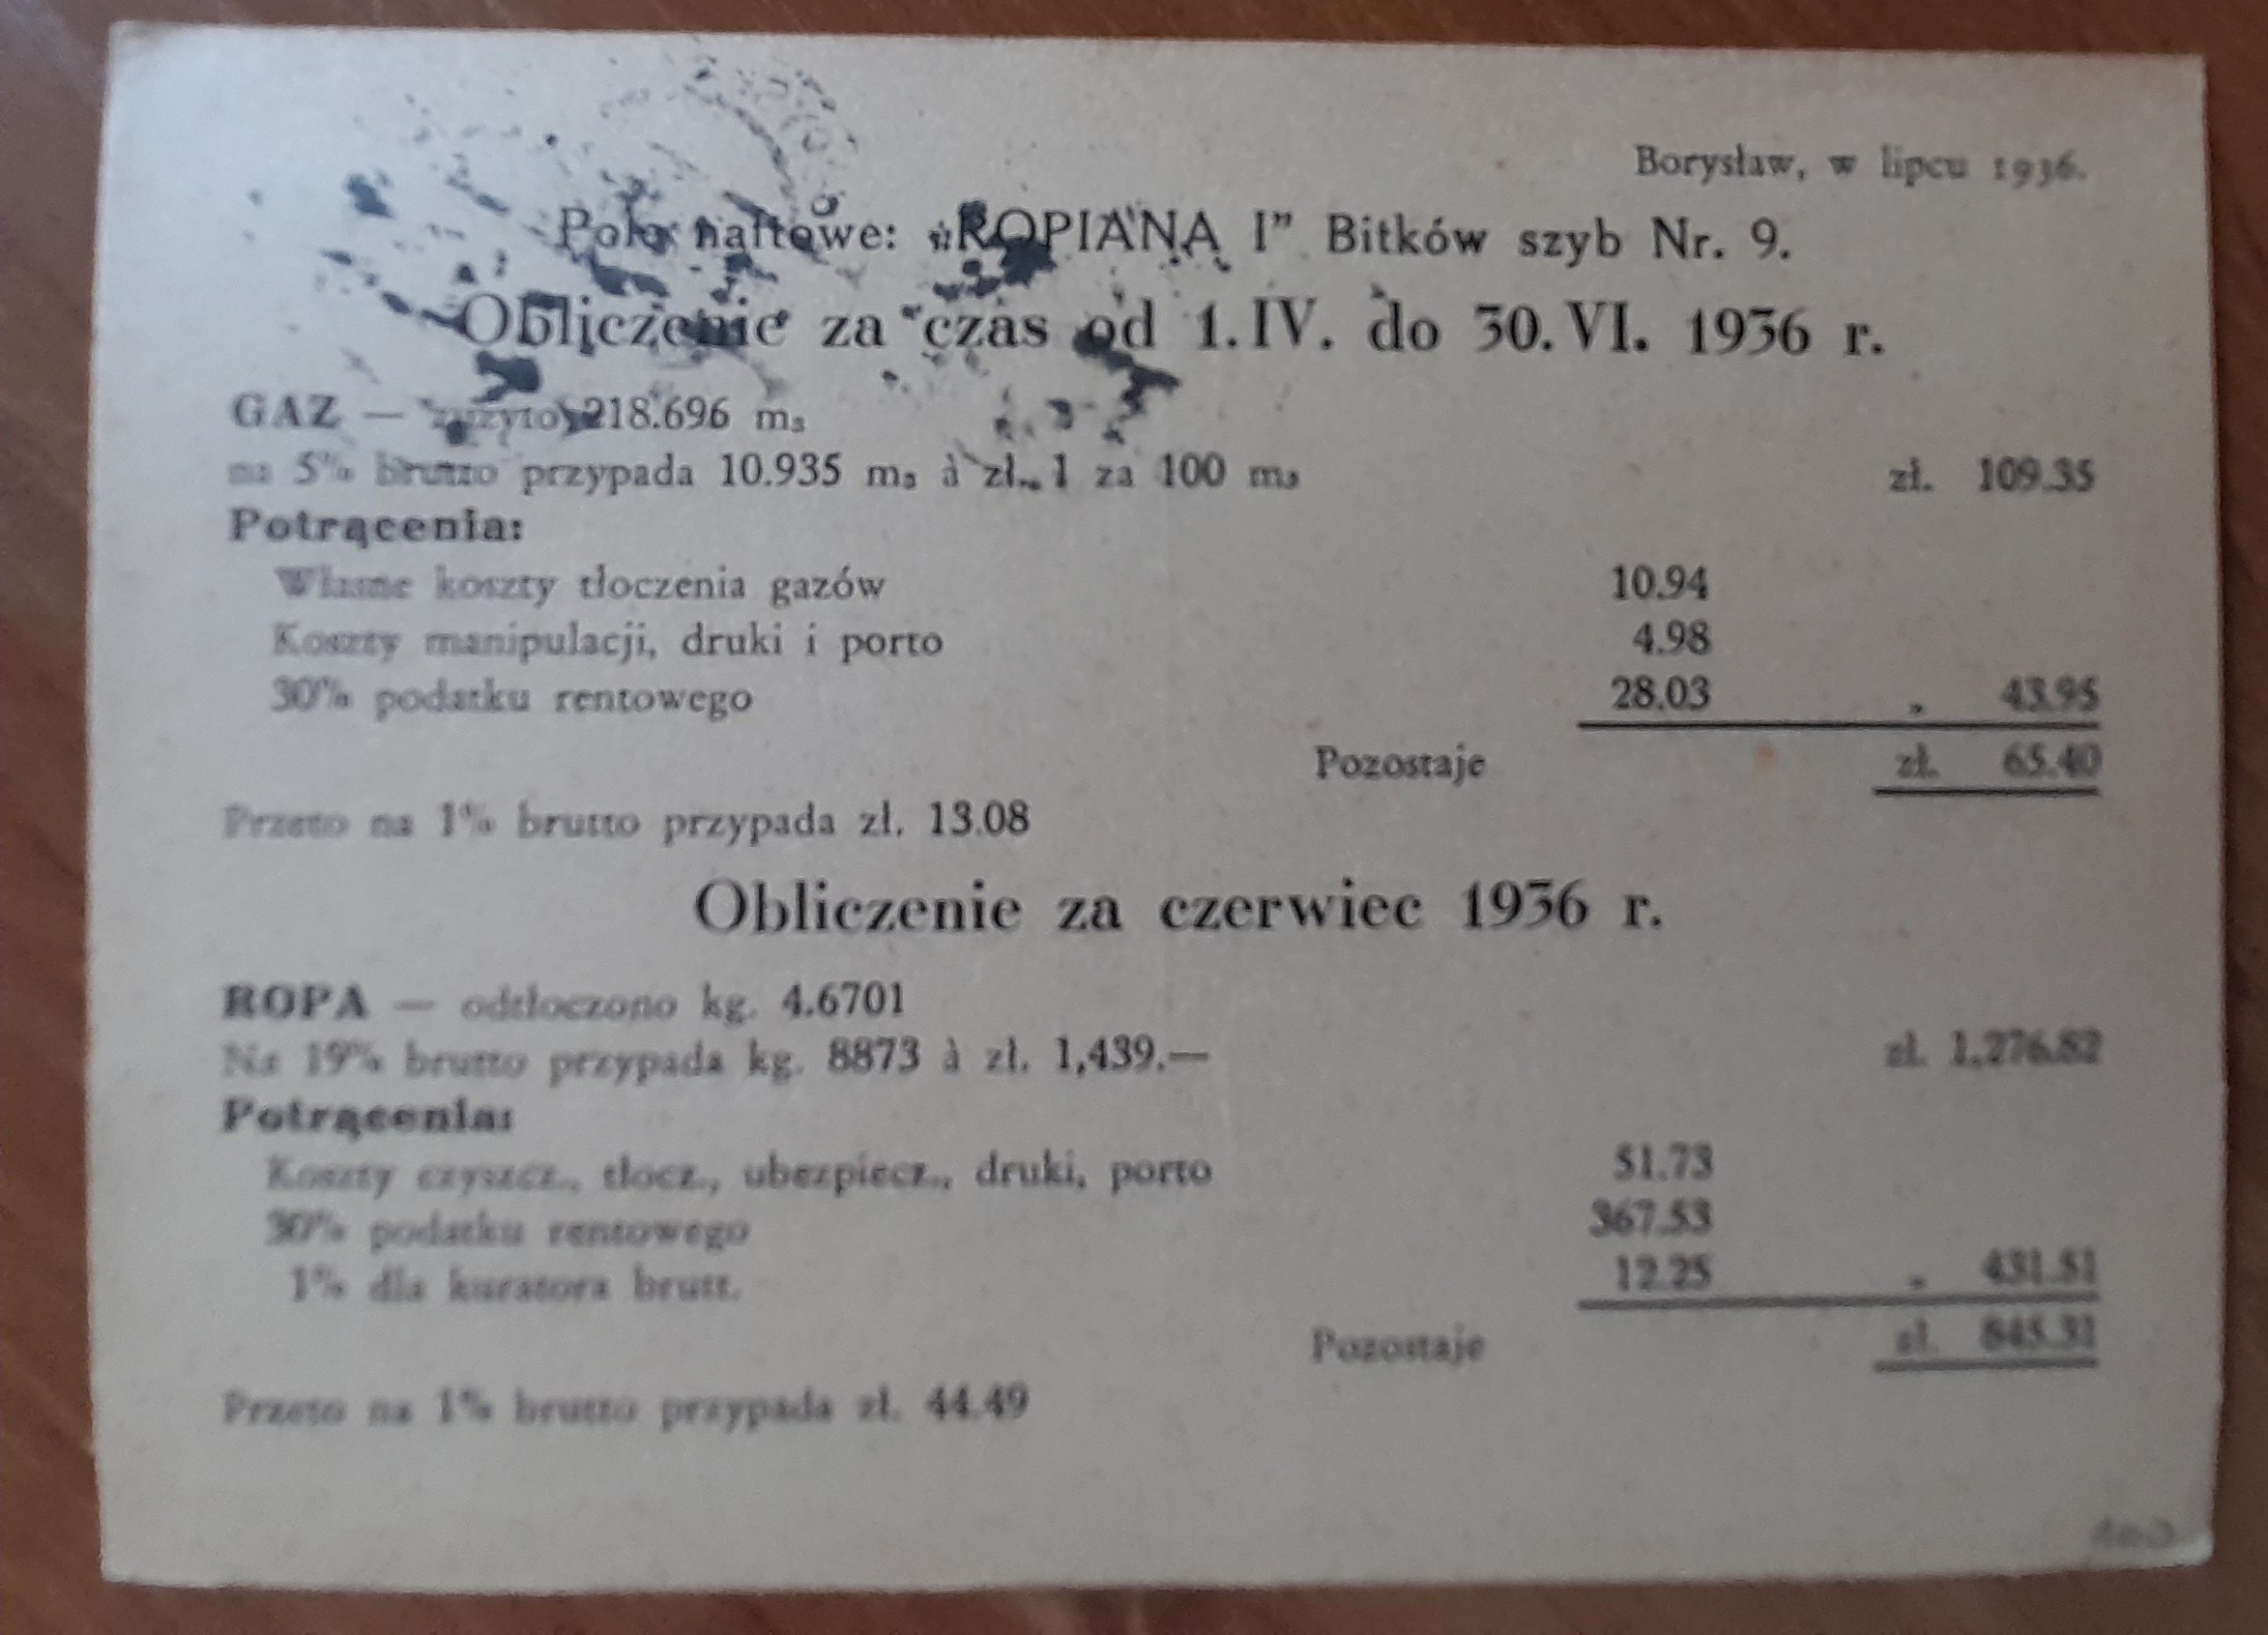 Borysław, w lipcu 1936.
Pole naftowe: „ROPIANA I” Bitków szyb Nr. 9.
Obliczenie za czas od 1. IV. do 30. VI. 1936 r.
GAZ — zużyto 218.696 m₃
na 5% brutto przypada 10.935 m₃ à zł. 1 za 100 m₃ zł. 109.35
Potrącenia:
Własne koszty tłoczenia gazów 10.94
Koszty manipulacji, druki i porto 4.98
30% podatku rentowego 28.03 „ 43.95
Pozostaje zł. 65.40
Przeto na 1% brutto przypada zł. 13.08
Obliczenie za czerwiec 1936 r.
ROPA — odtłoczono kg. 4.6701
Na 19% brutto przypada kg. 8873 à zł. 1,439.— zł. 1,276.82
Potrącenia:
Koszty czyszcz., tłocz., ubezpiecz., druki, porto 51.73
30% podatku rentowego 367.53
1% dla kuratora brutt. 12.25 „ 431.51
Pozostaje zł. 845.31
Przeto na 1% brutto przypada zł. 44.49